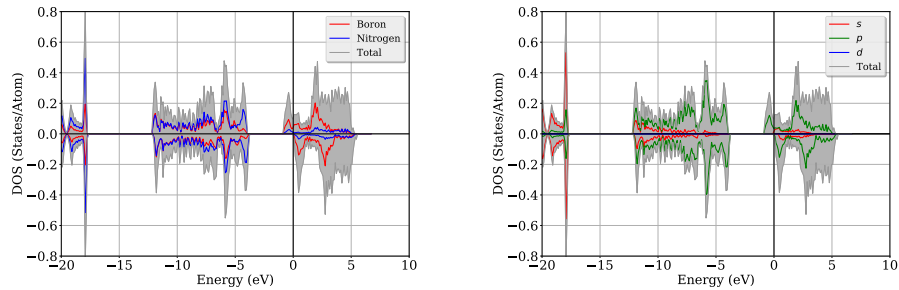 0.8
0.6
0.4
0.2
0.0
−0.2
−0.4
−0.6
−0.8
DOS (States/Atom)
−20 −15 −10 −5 0 5 10
Energy (eV)
Boron
Nitrogen
Total
0.8
0.6
0.4
0.2
0.0
−0.2
−0.4
−0.6
−0.8
DOS (States/Atom)
−20 −15 −10 −5 0 5 10
Energy (eV)
s
p
d
Total